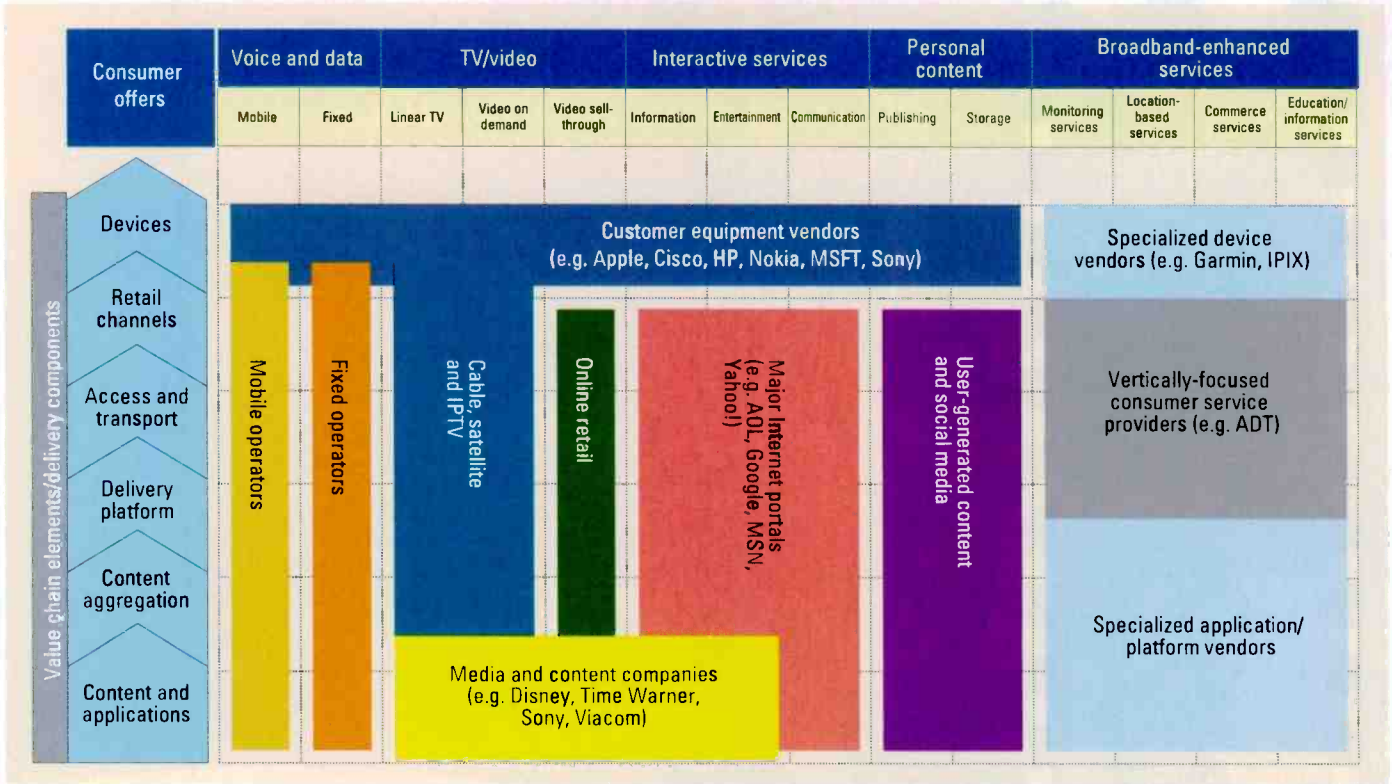 Consumer
offers
Voice and data
TV/video
Interactive services
Personal
content
Broadband-enhanced
services
Mobile
Fixed
Linear TV
Video on
demand
Video sell-
through
Information
Entertainment
Communication
Publishing
Storage
Monitoring
services
Location-
based
services
Commerce
services
Education/
information
services
Value chain elements/delivery components
Devices
Retail
channels
Access and
transport
Delivery
platform
Content
aggregation
Content and
applications
Customer equipment vendors
(e.g. Apple, Cisco, HP, Nokia, MSFT, Sony)
Mobile operators
Fixed operators
Cable, satellite
and IPTV
Online retail
Major Internet portals
(e.g. AOL, Google, MSN,
Yahoo!)
User-generated content
and social media
Media and content companies
(e.g. Disney, Time Warner,
Sony, Viacom)
Specialized device
vendors (e.g. Garmin, IPIX)
Vertically-focused
consumer service
providers (e.g. ADT)
Specialized application/
platform vendors